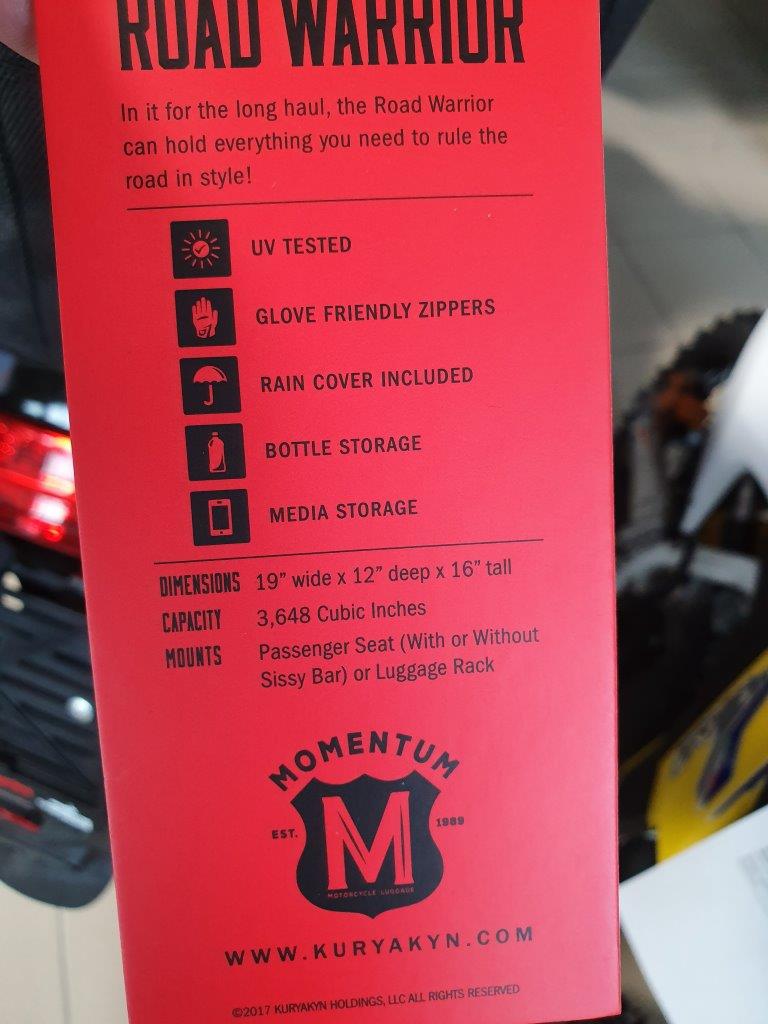 ROAD WARRIOR
In it for the long haul, the Road Warrior
can hold everything you need to rule the
road in style!
UV TESTED
GLOVE FRIENDLY ZIPPERS
RAIN COVER INCLUDED
BOTTLE STORAGE
MEDIA STORAGE
DIMENSIONS 19” wide x 12” deep x 16” tall
CAPACITY 3,648 Cubic Inches
MOUNTS Passenger Seat (With or Without
Sissy Bar) or Luggage Rack
MOMENTUM
EST. 1989
M
MOTORCYCLE LUGGAGE
WWW.KURYAKYN.COM
©2017 KURYAKYN HOLDINGS, LLC ALL RIGHTS RESERVED